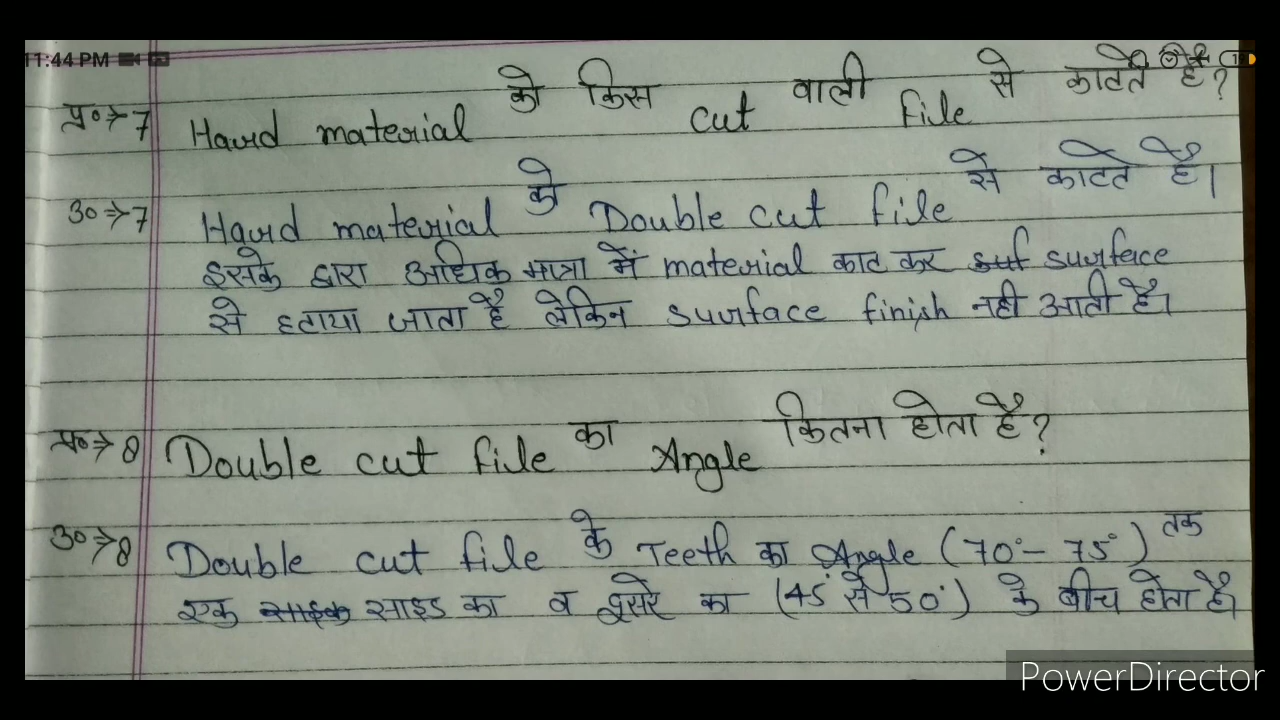 11:44 PM
प्र०→7 Hard material को किस cut वाली file से काटते है?
उ०→7 Hard material को Double cut file से काटते है।
इसके द्वारा अधिक मात्रा में material काट कर suf surface
से हटाया जाता है लेकिन surface finish नही आती है।
प्र०→8 Double cut file का Angle कितना होता है?
उ०→8 Double cut file के Teeth का Angle (70°- 75°) तक
एक साइक साइड का व दूसरे का (45° से 50°) के बीच होता है।
PowerDirector